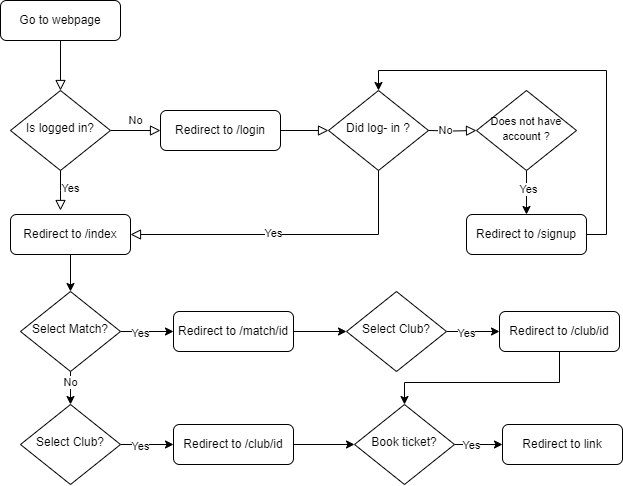 Go to webpage
Is logged in?
No
Redirect to /login
Did log- in ?
No
Does not have
account ?
Yes
Yes
Redirect to /index
Yes
Redirect to /signup
Select Match?
Yes
Redirect to /match/id
Select Club?
Yes
Redirect to /club/id
No
Select Club?
Yes
Redirect to /club/id
Book ticket?
Yes
Redirect to link